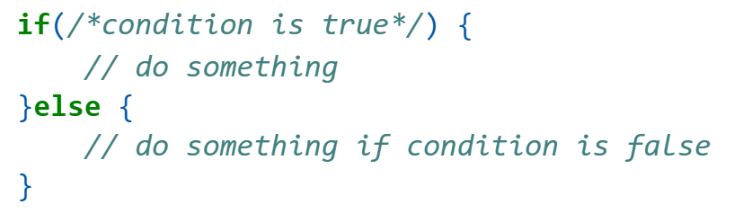 if(/*condition is true*/) {
    // do something
}else {
    // do something if condition is false
}